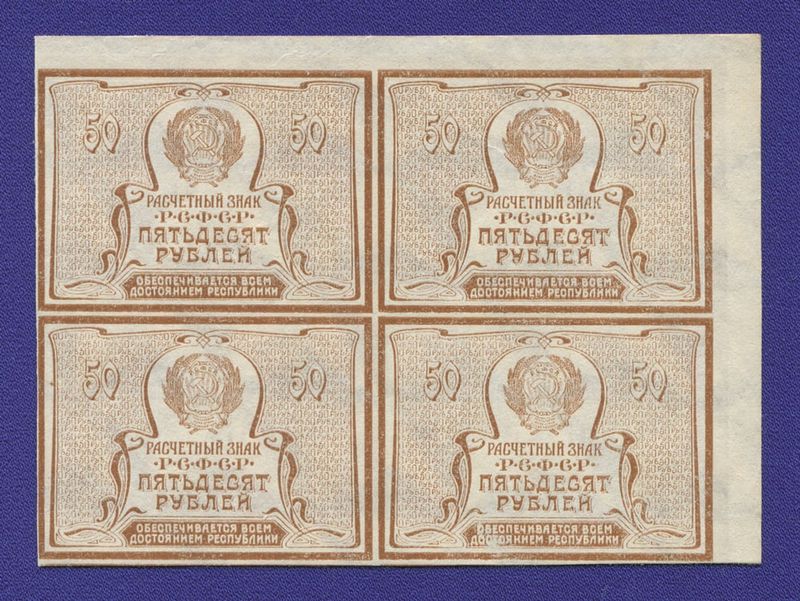 50 50
РАСЧЕТНЫЙ ЗНАК
Р·С·Ф·С·Р·
ПЯТЬДЕСЯТ
РУБЛЕЙ
ОБЕСПЕЧИВАЕТСЯ ВСЕМ
ДОСТОЯНИЕМ РЕСПУБЛИКИ
50 50
РАСЧЕТНЫЙ ЗНАК
Р·С·Ф·С·Р·
ПЯТЬДЕСЯТ
РУБЛЕЙ
ОБЕСПЕЧИВАЕТСЯ ВСЕМ
ДОСТОЯНИЕМ РЕСПУБЛИКИ
50 50
РАСЧЕТНЫЙ ЗНАК
Р·С·Ф·С·Р·
ПЯТЬДЕСЯТ
РУБЛЕЙ
ОБЕСПЕЧИВАЕТСЯ ВСЕМ
ДОСТОЯНИЕМ РЕСПУБЛИКИ
50 50
РАСЧЕТНЫЙ ЗНАК
Р·С·Ф·С·Р·
ПЯТЬДЕСЯТ
РУБЛЕЙ
ОБЕСПЕЧИВАЕТСЯ ВСЕМ
ДОСТОЯНИЕМ РЕСПУБЛИКИ